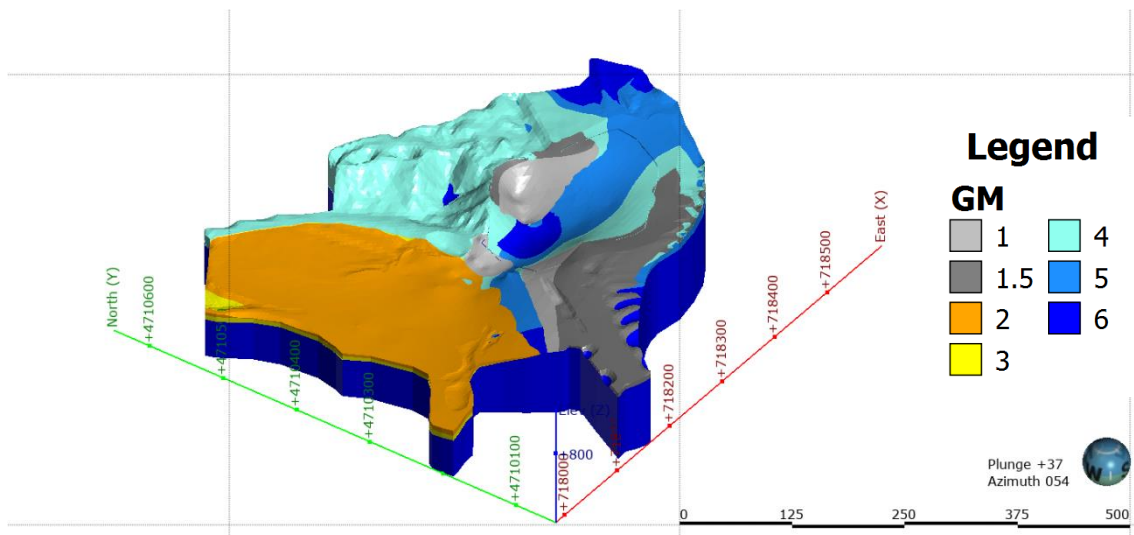 Legend
GM
1
4
1.5
5
2
6
3
North (Y)
+4710600
+4710400
+4710300
+4710100
Elev (Z)
+800
+718000
+718200
+718300
+718400
+718500
East (X)
Plunge +37
Azimuth 054
W S
0
125
250
375
500